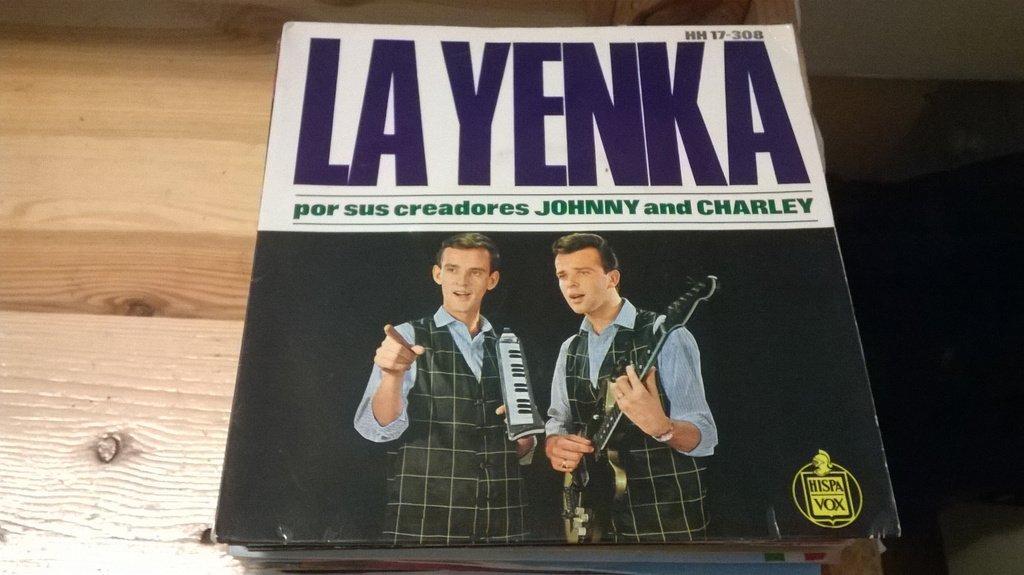 HH 17-308
LA YENKA
por sus creadores JOHNNY and CHARLEY
HISPA
VOX